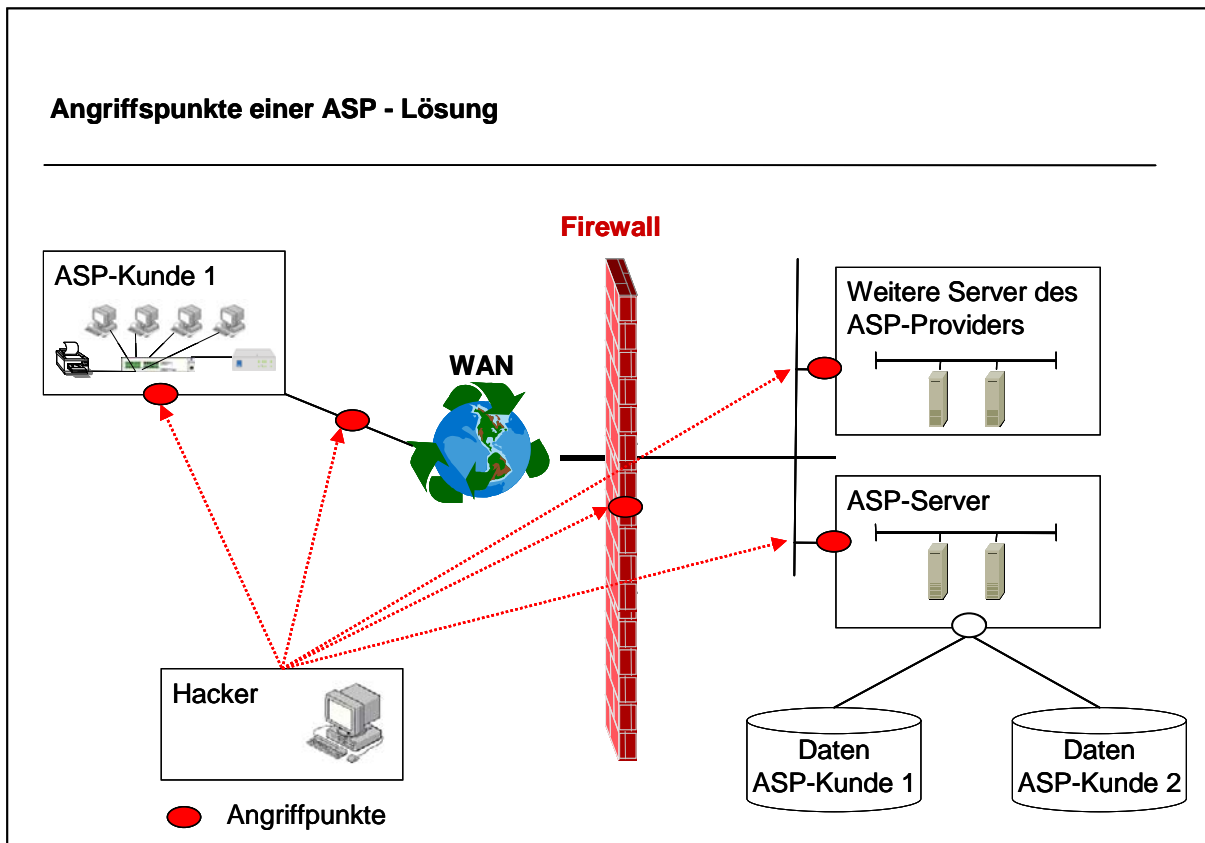 Angriffspunkte einer ASP - Lösung
Firewall
ASP-Kunde 1
WAN
Weitere Server des
ASP-Providers
ASP-Server
Hacker
Daten
ASP-Kunde 1
Daten
ASP-Kunde 2
Angriffpunkte